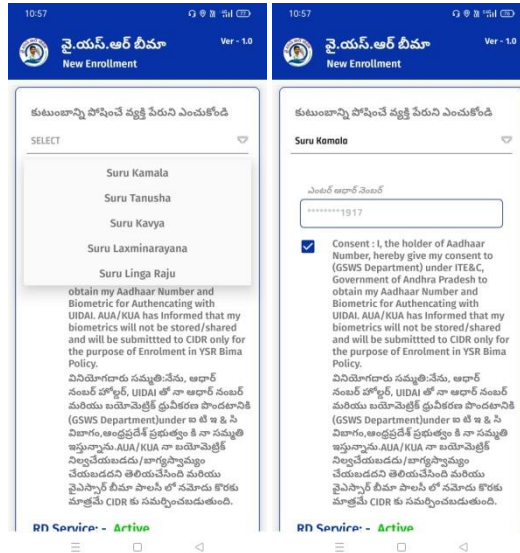 10:57
వై.యస్.ఆర్ బీమా
Ver - 1.0
New Enrollment
కుటుంబాన్ని పోషించే వ్యక్తి పేరుని ఎంచుకోండి
SELECT
Suru Kamala
Suru Tanusha
Suru Kavya
Suru Laxminarayana
Suru Linga Raju
obtain my Aadhaar Number and
Biometric for Authencating with
UIDAI. AUA/KUA has Informed that my
biometrics will not be stored/shared
and will be submittted to CIDR only for
the purpose of Enrolment in YSR Bima
Policy.
వినియోగదారు సమ్మతి:నేను, ఆధార్
నంబర్ హోల్డర్, UIDAI తో నా ఆధార్ నంబర్
మరియు బయోమెట్రిక్ ధ్రువీకరణ పొందటానికి
(GSWS Department)under ఐ టి ఇ & సి
విభాగం,ఆంధ్రప్రదేశ్ ప్రభుత్వం కి నా సమ్మతి
ఇస్తున్నాను.AUA/KUA నా బయోమెట్రిక్
నిల్వచేయబడదు/భాగస్వామ్యం
చేయబడదని తెలియచేసింది మరియు
వైఎస్సార్ బీమా పాలసీ లో నమోదు కొరకు
మాత్రమే CIDR కు సమర్పించబడుతుంది.
RD Service: - Active
10:57
వై.యస్.ఆర్ బీమా
Ver - 1.0
New Enrollment
కుటుంబాన్ని పోషించే వ్యక్తి పేరుని ఎంచుకోండి
Suru Kamala
ఎంటర్ ఆధార్ నెంబర్
********1917
Consent : I, the holder of Aadhaar
Number, hereby give my consent to
(GSWS Department) under ITE&C,
Government of Andhra Pradesh to
obtain my Aadhaar Number and
Biometric for Authencating with
UIDAI. AUA/KUA has Informed that my
biometrics will not be stored/shared
and will be submittted to CIDR only for
the purpose of Enrolment in YSR Bima
Policy.
వినియోగదారు సమ్మతి:నేను, ఆధార్
నంబర్ హోల్డర్, UIDAI తో నా ఆధార్ నంబర్
మరియు బయోమెట్రిక్ ధ్రువీకరణ పొందటానికి
(GSWS Department)under ఐ టి ఇ & సి
విభాగం,ఆంధ్రప్రదేశ్ ప్రభుత్వం కి నా సమ్మతి
ఇస్తున్నాను.AUA/KUA నా బయోమెట్రిక్
నిల్వచేయబడదు/భాగస్వామ్యం
చేయబడదని తెలియచేసింది మరియు
వైఎస్సార్ బీమా పాలసీ లో నమోదు కొరకు
మాత్రమే CIDR కు సమర్పించబడుతుంది.
RD Service: - Active